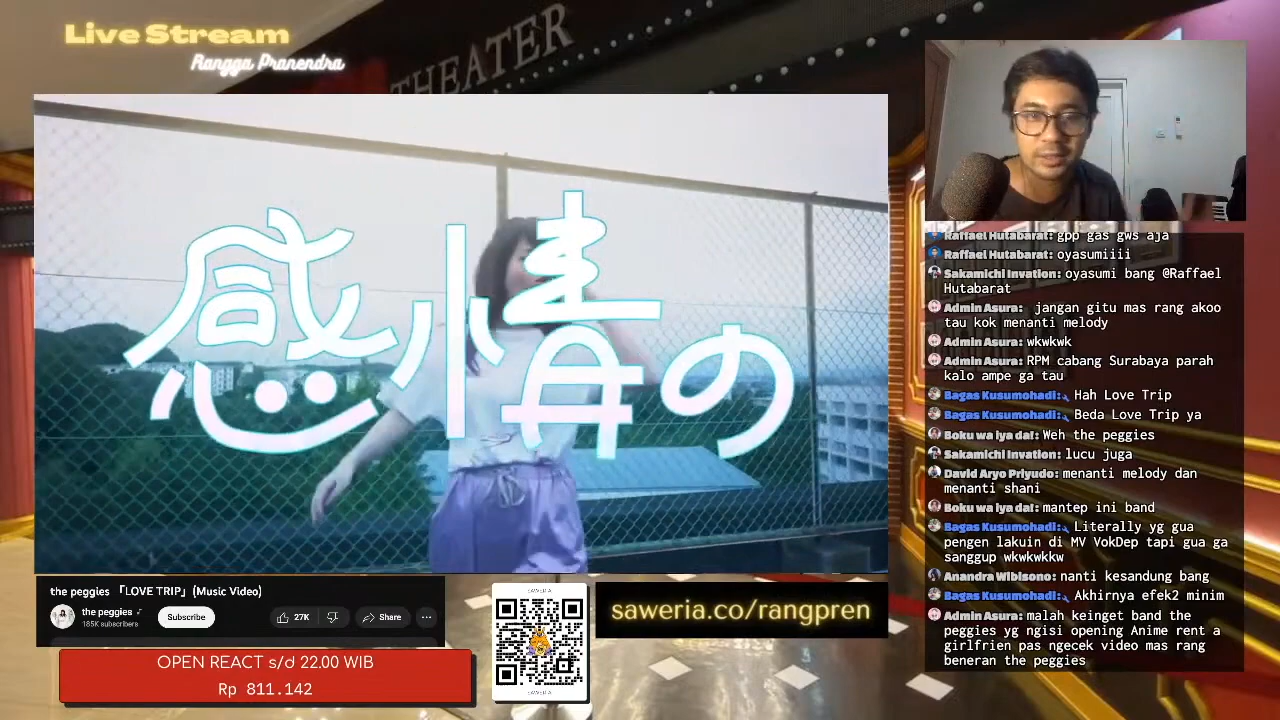 Live Stream
Rangga Pranendra
THEATER
感情の
the peggies 「LOVE TRIP」(Music Video)
the peggies
185K subscribers
Subscribe
27K
Share
OPEN REACT s/d 22.00 WIB
Rp 811.142
SAWERIA
SAWERIA
saweria.co/rangpren
Raffael Hutabarat: gpp gas gws aja
Raffael Hutabarat: oyasumiiii
Sakamichi Invation: oyasumi bang @Raffael
Hutabarat
Admin Asura: jangan gitu mas rang akoo
tau kok menanti melody
Admin Asura: wkwkwk
Admin Asura: RPM cabang Surabaya parah
kalo ampe ga tau
Bagas Kusumohadi: Hah Love Trip
Bagas Kusumohadi: Beda Love Trip ya
Boku wa iya da!: Weh the peggies
Sakamichi Invation: lucu juga
David Aryo Priyudo: menanti melody dan
menanti shani
Boku wa iya da!: mantep ini band
Bagas Kusumohadi: Literally yg gua
pengen lakuin di MV VokDep tapi gua ga
sanggup wkwkwkkw
Anandra Wibisono: nanti kesandung bang
Bagas Kusumohadi: Akhirnya efek2 minim
Admin Asura: malah keinget band the
peggies yg ngisi opening Anime rent a
girlfrien pas ngecek video mas rang
beneran the peggies